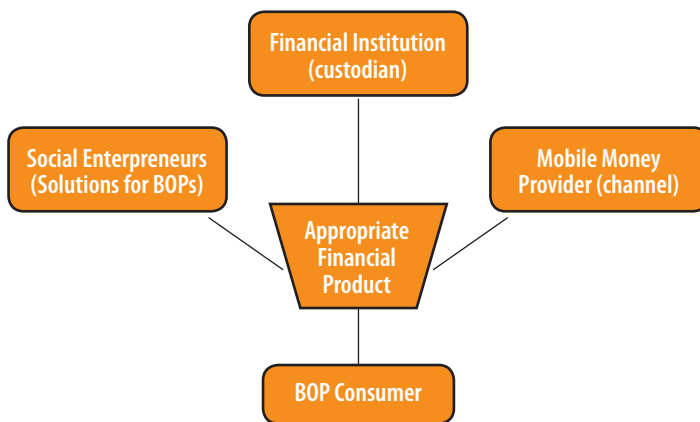 Financial Institution
(custodian)
Social Enterpreneurs
(Solutions for BOPs)
Mobile Money
Provider (channel)
Appropriate
Financial
Product
BOP Consumer